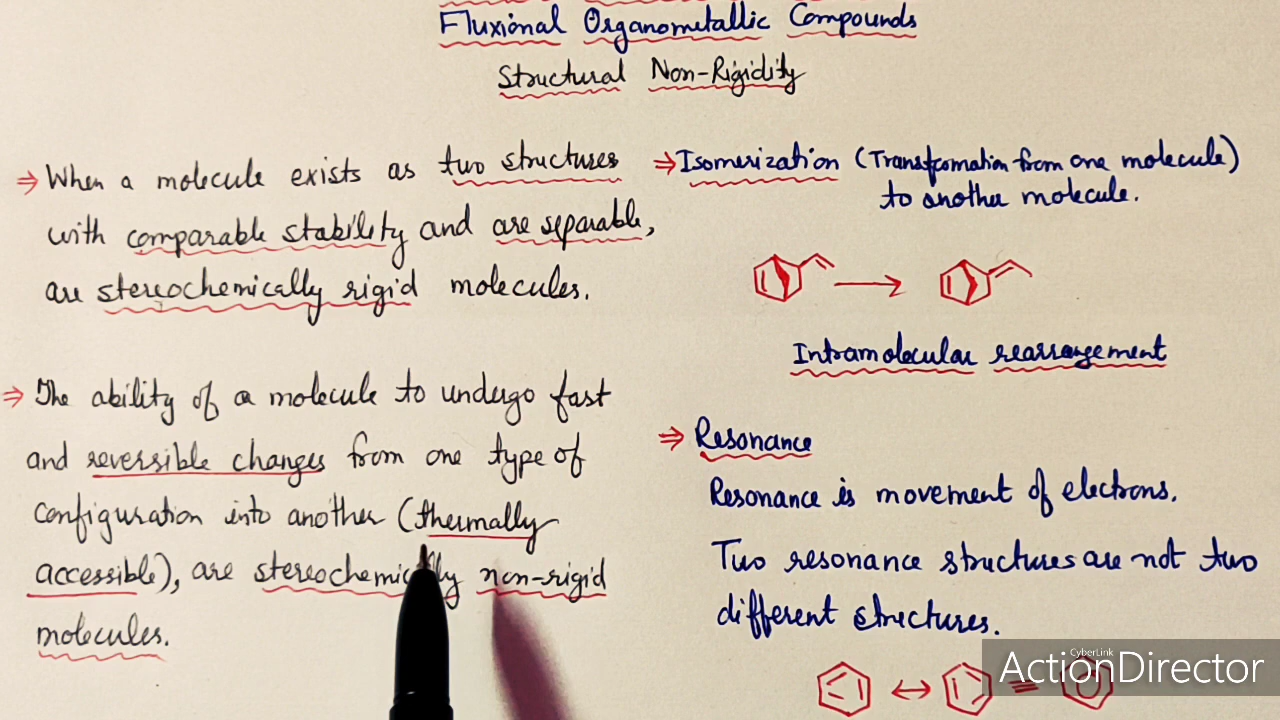 Fluxional Organometallic Compounds
Structural Non-Rigidity
⇒ When a molecule exists as two structures
with comparable stability and are separable,
are stereochemically rigid molecules.
⇒ The ability of a molecule to undergo fast
and reversible changes from one type of
configuration into another (thermally
accessible), are stereochemically non-rigid
molecules.
⇒ Isomerization (Transformation from one molecule)
to another molecule.
Intramolecular rearrangement
⇒ Resonance
Resonance is movement of electrons.
Two resonance structures are not two
different structures.
CyberLink
ActionDirector